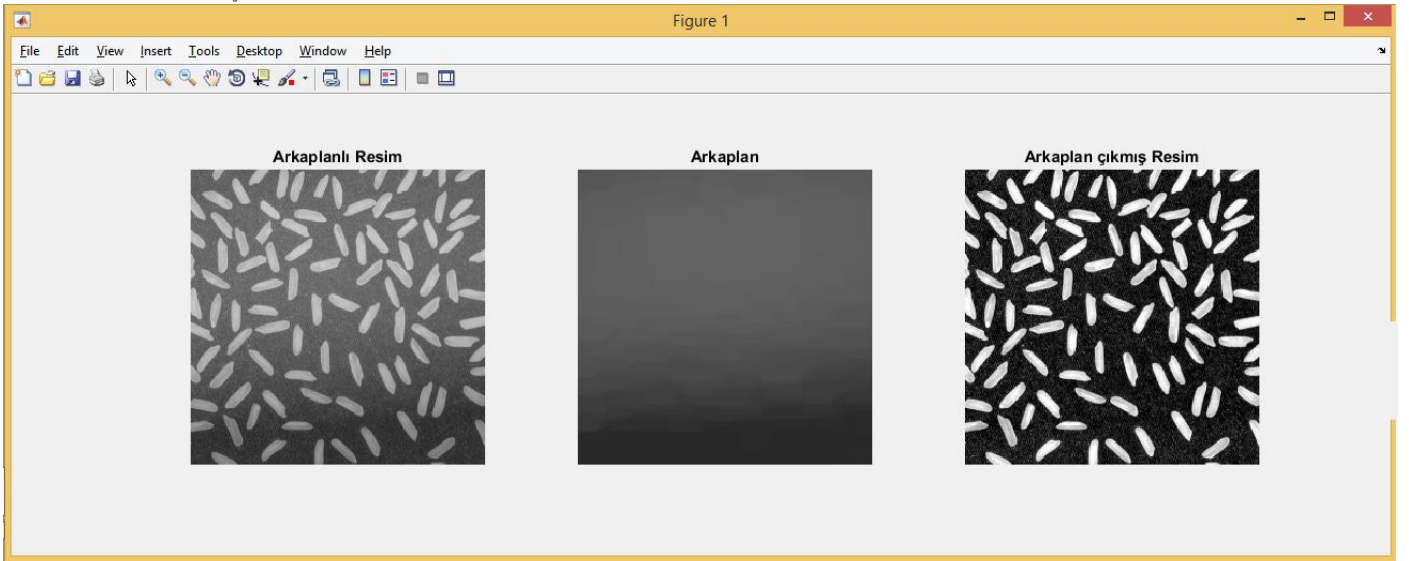 Figure 1
File Edit View Insert Tools Desktop Window Help
Arkaplanlı Resim
Arkaplan
Arkaplan çıkmış Resim